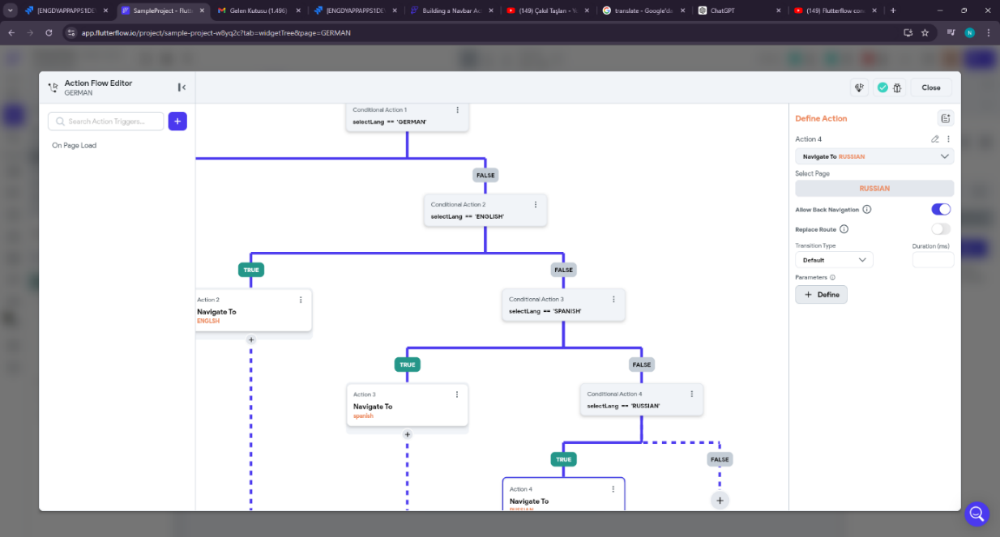 [ENGDYAPPAPPS1DE
SampleProject - Flutt
Gelen Kutusu (1.496)
[ENGDYAPPAPPS1DE
Building a Navbar Ac
(149) Çakıl Taşları - Y
translate - Google'da
ChatGPT
(149) Flutterflow con
app.flutterflow.io/project/sample-project-w8yq2c?tab=widgetTree&page=GERMAN
N
Action Flow Editor
GERMAN
Close
Search Action Triggers...
On Page Load
Conditional Action 1
selectLang == 'GERMAN'
FALSE
Conditional Action 2
selectLang == 'ENGLISH'
TRUE
FALSE
Action 2
Navigate To
ENGLSH
Conditional Action 3
selectLang == 'SPANISH'
TRUE
FALSE
Action 3
Navigate To
spanish
Conditional Action 4
selectLang == 'RUSSIAN'
TRUE
FALSE
Action 4
Navigate To
RUSSIAN
Define Action
Action 4
Navigate To RUSSIAN
Select Page
RUSSIAN
Allow Back Navigation
Replace Route
Transition Type
Duration (ms)
Default
Parameters
+ Define